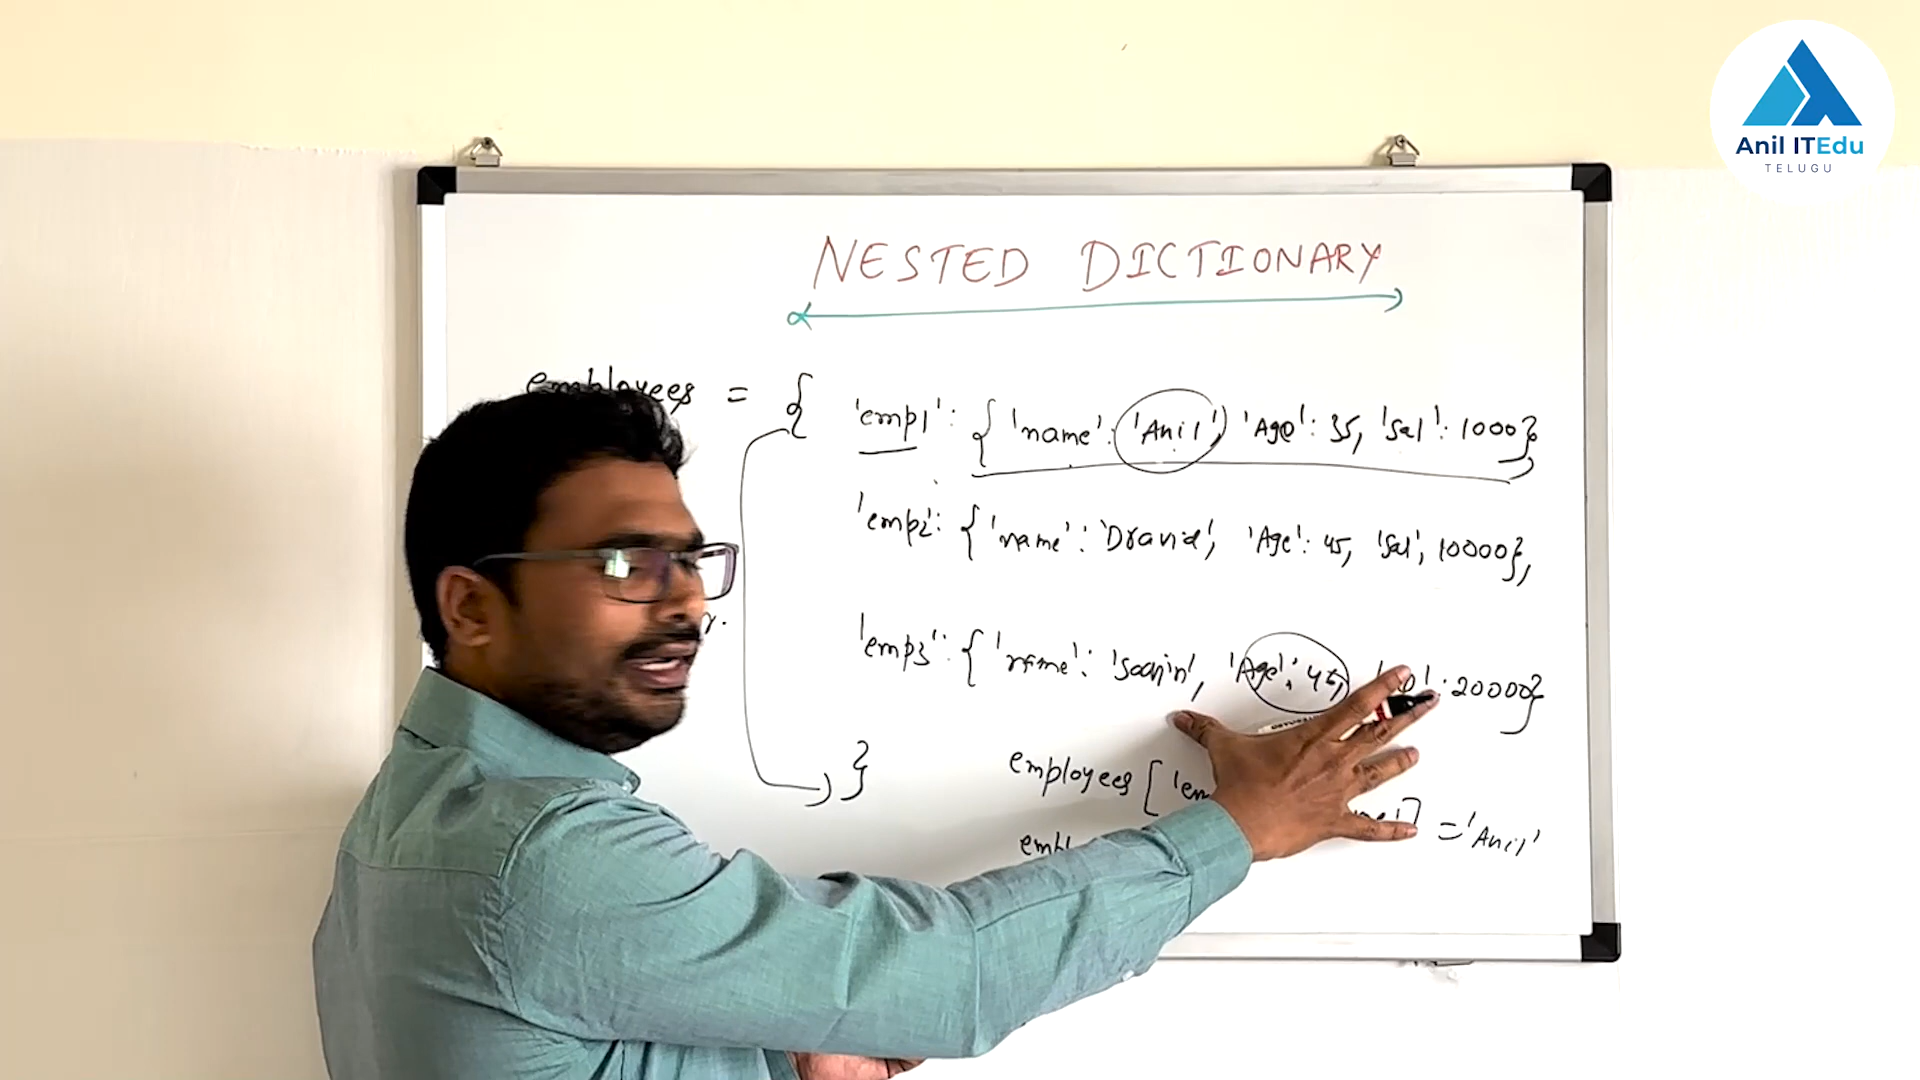 Anil ITEdu
TELUGU
NESTED DICTIONARY
employees = {
'emp1': { 'name': 'Anil', 'Age': 35, 'Sal': 1000}
'emp2': { 'name': 'Dravid', 'Age': 45, 'Sal', 10000},
'emp3': { 'name': 'Sachin', 'Age': 45, 20000}
}
employees [
= 'Anil'